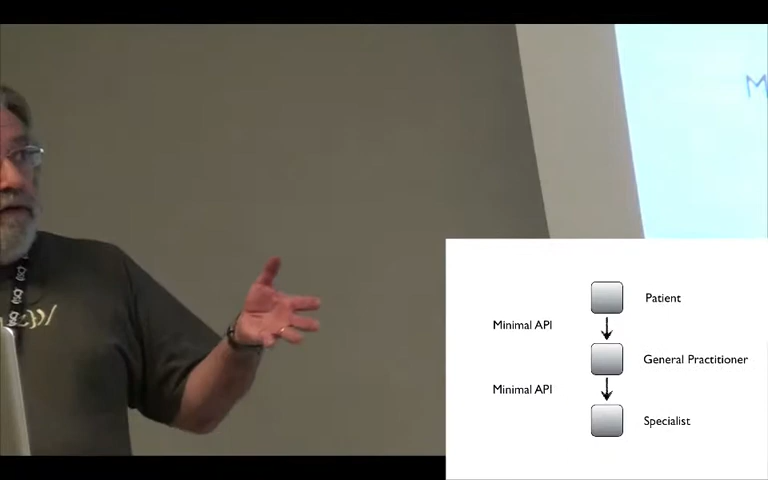 Patient
Minimal API
General Practitioner
Minimal API
Specialist